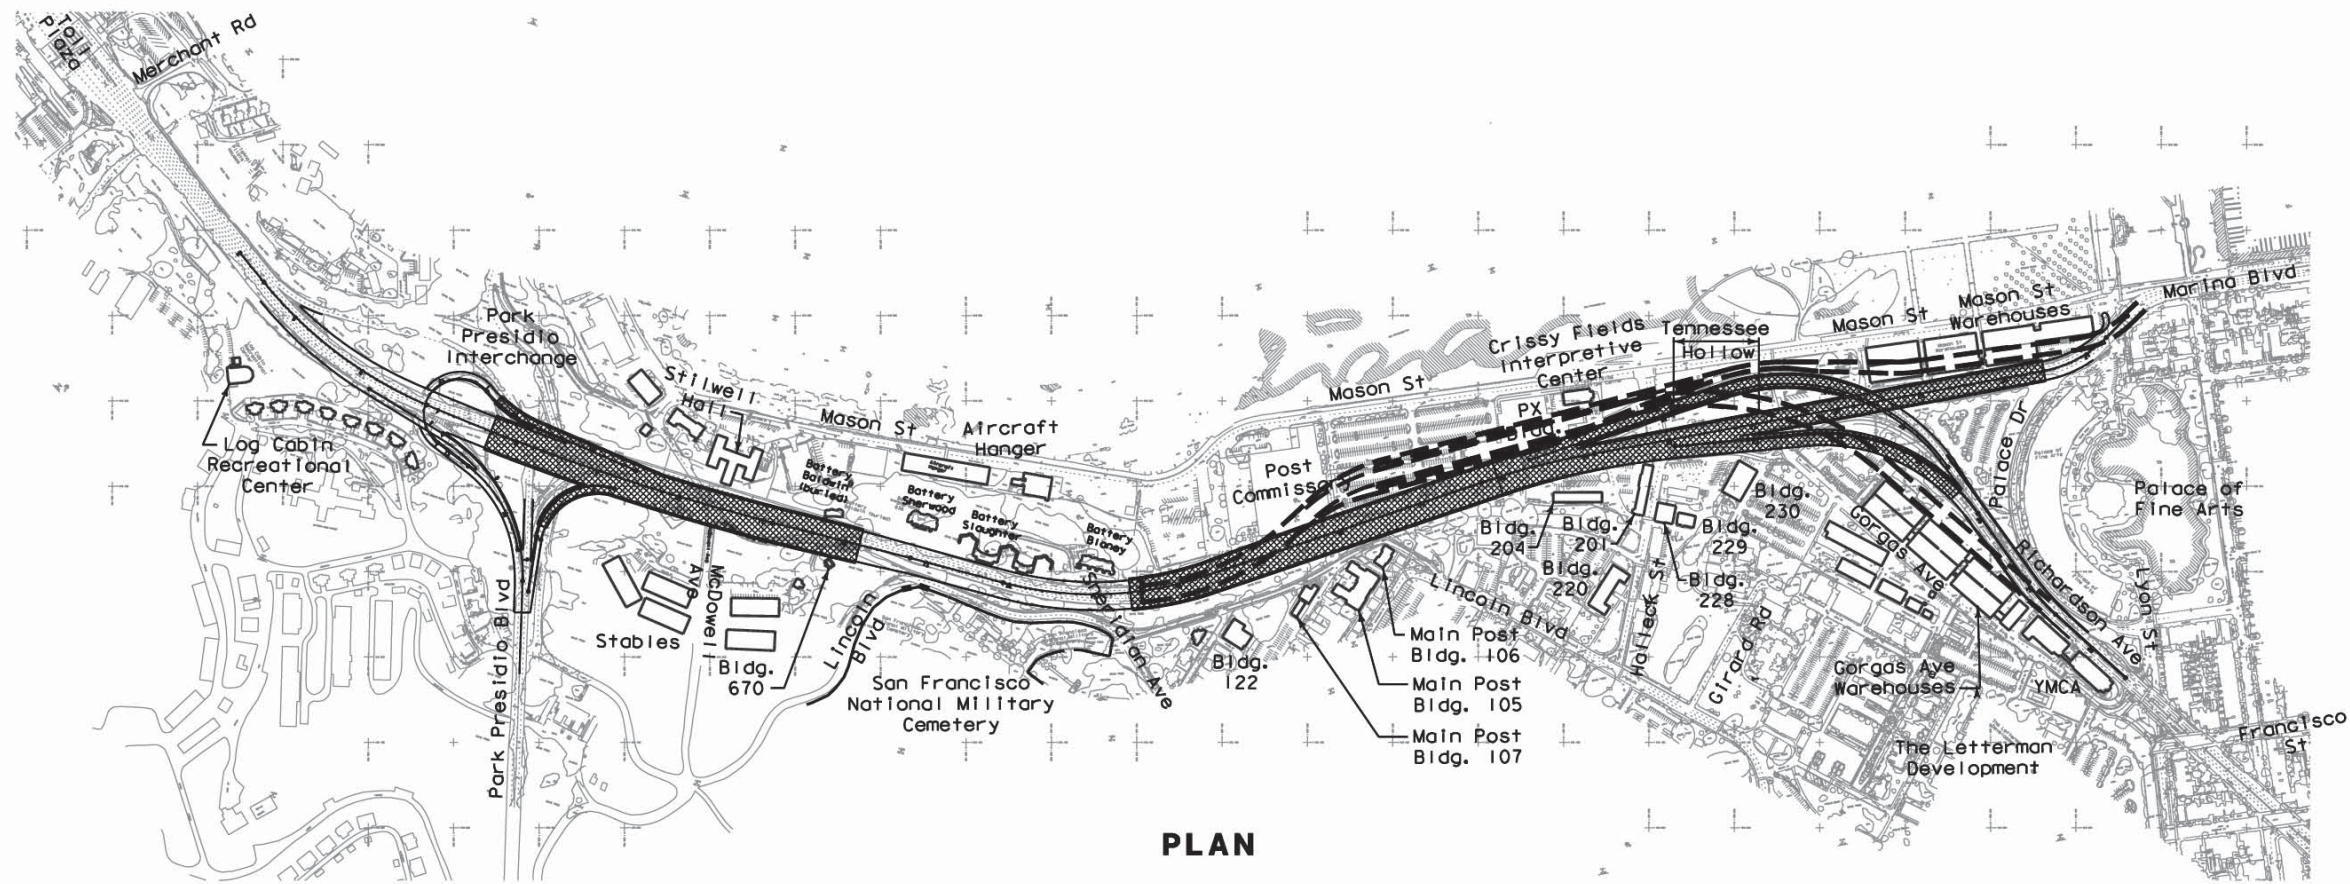 Toll
Plaza
Merchant Rd
Park
Presidio
Interchange
Log Cabin
Recreational
Center
Stilwell
Hall
Mason St
Aircraft
Hanger
Battery
Baldwin
(buried)
Battery
Sherwood
Battery
Slaughter
Battery
Blaney
Park Presidio Blvd
Stables
McDowell
Ave
Bldg.
670
Lincoln
Blvd
San Francisco
National Military
Cemetery
Sheridan Ave
Bldg.
122
Post
Commissary
Mason St
Crissy Fields
Interpretive
Center
PX
Bldg.
Tennessee
Hollow
Mason St
Mason St
Warehouses
Marina Blvd
Main Post
Bldg. 106
Main Post
Bldg. 105
Main Post
Bldg. 107
Lincoln Blvd
Bldg.
204
Bldg.
201
Bldg.
220
Halleck St
Bldg.
228
Bldg.
229
Bldg.
230
Girard Rd
Gorgas Ave
Gorgas Ave
Warehouses
The Letterman
Development
YMCA
Richardson Ave
Palace Dr
Palace of
Fine Arts
Lyon St
Francisco
St
PLAN